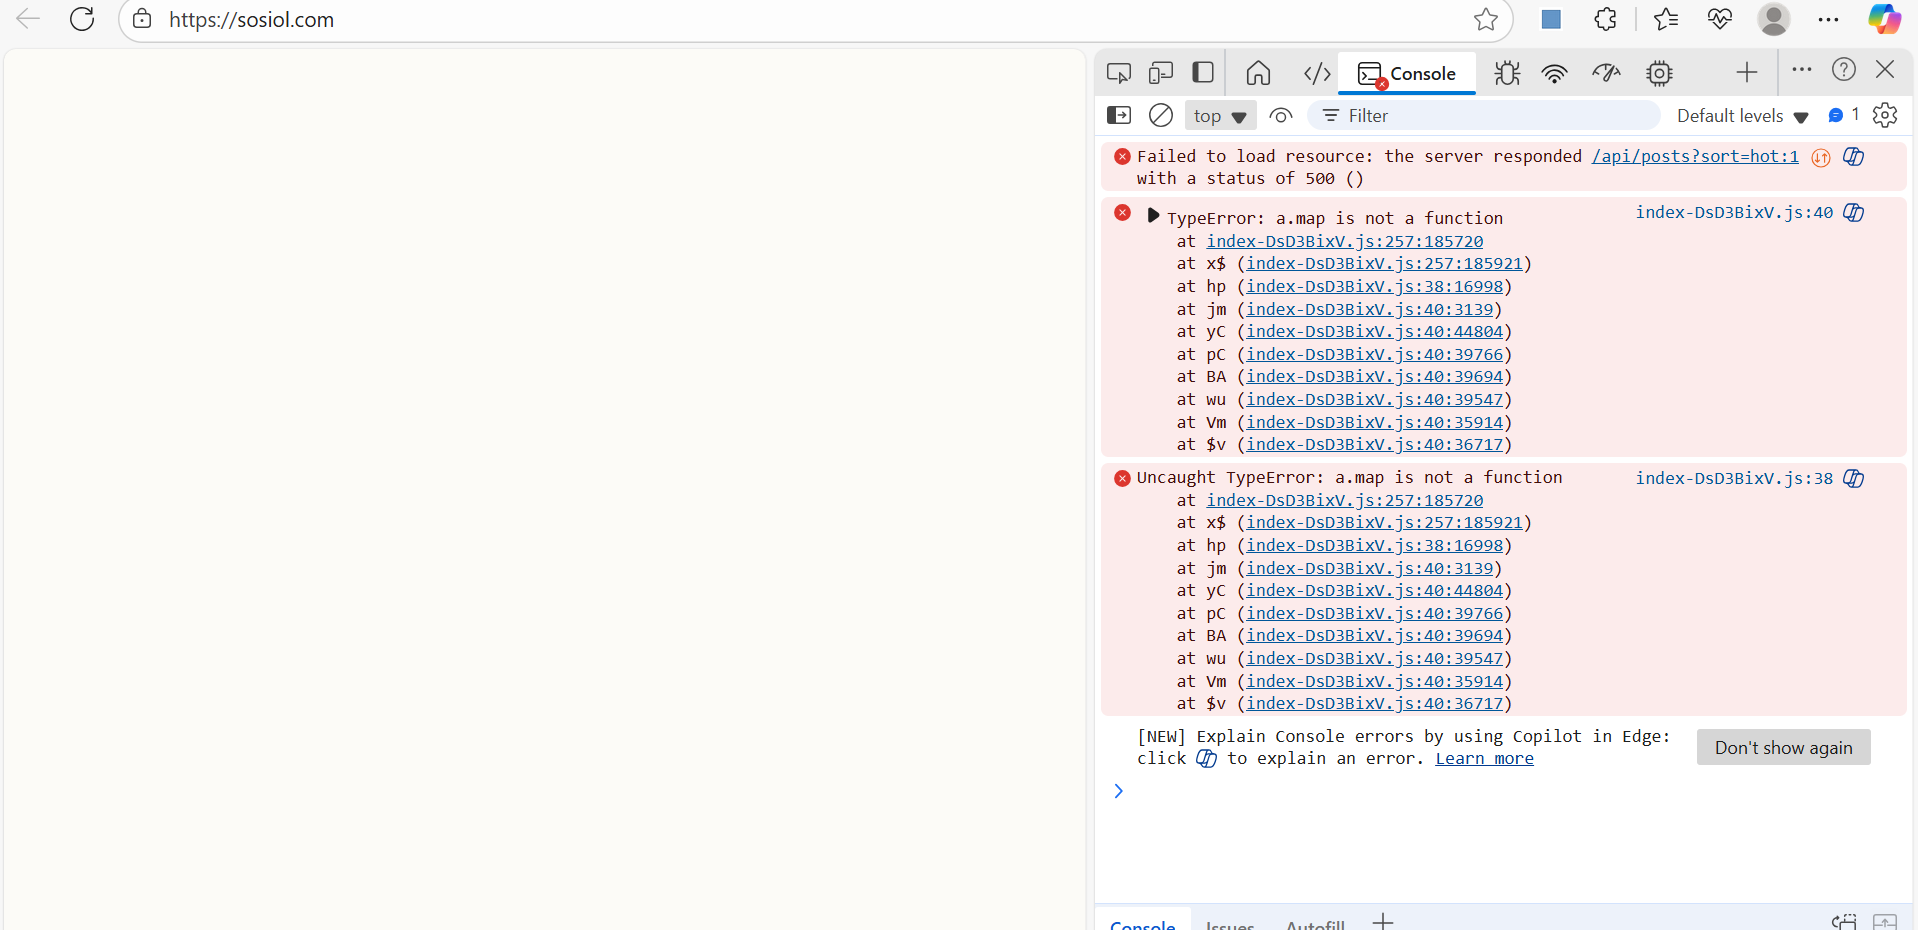 https://sosiol.com
Console
top
Filter
Default levels
1
Failed to load resource: the server responded /api/posts?sort=hot:1
with a status of 500 ()
TypeError: a.map is not a function index-DsD3BixV.js:40
at index-DsD3BixV.js:257:185720
at x$ (index-DsD3BixV.js:257:185921)
at hp (index-DsD3BixV.js:38:16998)
at jm (index-DsD3BixV.js:40:3139)
at yC (index-DsD3BixV.js:40:44804)
at pC (index-DsD3BixV.js:40:39766)
at BA (index-DsD3BixV.js:40:39694)
at wu (index-DsD3BixV.js:40:39547)
at Vm (index-DsD3BixV.js:40:35914)
at $v (index-DsD3BixV.js:40:36717)
Uncaught TypeError: a.map is not a function index-DsD3BixV.js:38
at index-DsD3BixV.js:257:185720
at x$ (index-DsD3BixV.js:257:185921)
at hp (index-DsD3BixV.js:38:16998)
at jm (index-DsD3BixV.js:40:3139)
at yC (index-DsD3BixV.js:40:44804)
at pC (index-DsD3BixV.js:40:39766)
at BA (index-DsD3BixV.js:40:39694)
at wu (index-DsD3BixV.js:40:39547)
at Vm (index-DsD3BixV.js:40:35914)
at $v (index-DsD3BixV.js:40:36717)
[NEW] Explain Console errors by using Copilot in Edge:
click to explain an error. Learn more
Don't show again
Console Issues Autofill